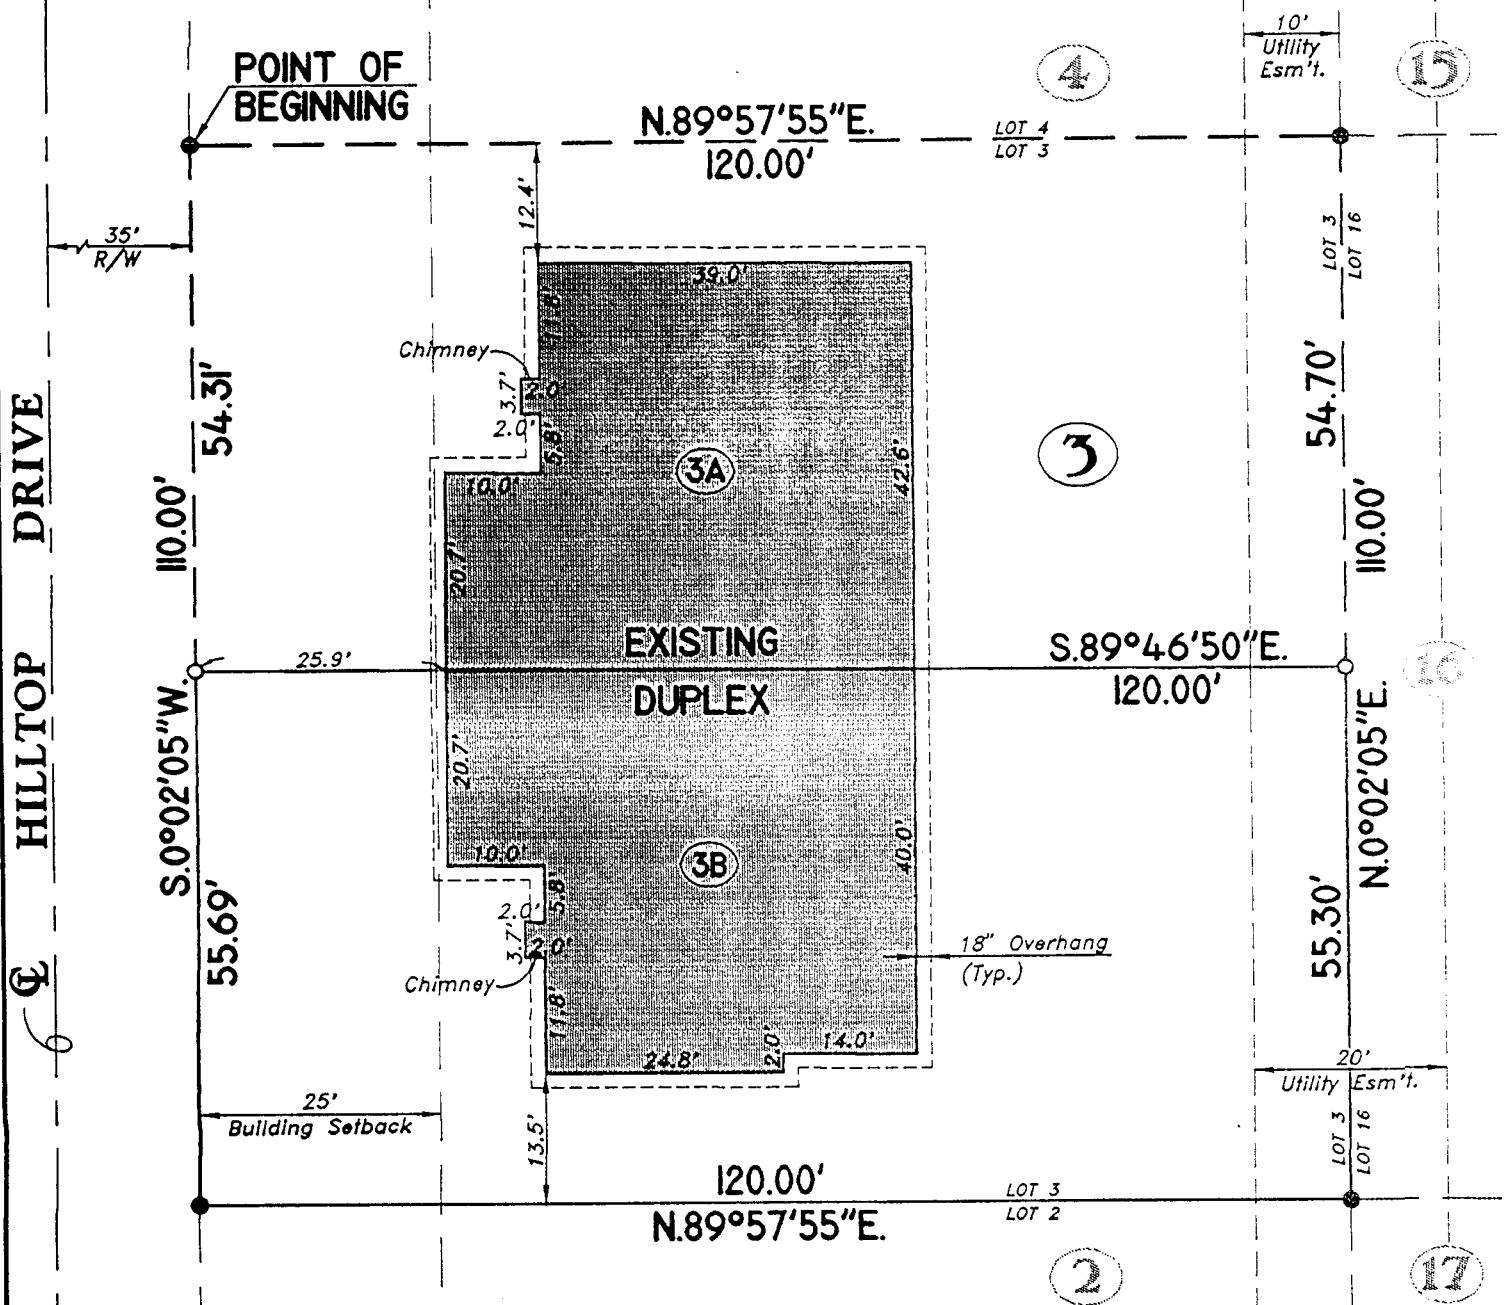 10'
Utility
Esm't.
4
15
POINT OF
BEGINNING
N.89°57'55"E.
120.00'
LOT 4
LOT 3
12.4'
35'
R/W
LOT 3
LOT 16
39.0'
11.8'
Chimney
3.7'
2.0'
2.0'
5.8'
10.0'
3A
42.6'
3
54.31'
54.70'
110.00'
110.00'
20.7'
EXISTING
DUPLEX
25.9'
S.89°46'50"E.
120.00'
16
HILLTOP DRIVE
℄
S.0°02'05"W.
N.0°02'05"E.
20.7'
10.0'
3B
40.0'
5.8'
2.0'
3.7'
2.0'
Chimney
11.8'
55.69'
55.30'
18" Overhang
(Typ.)
24.8'
2.0'
14.0'
20'
Utility Esm't.
25'
Building Setback
13.5'
LOT 3
LOT 16
120.00'
N.89°57'55"E.
LOT 3
LOT 2
2
17